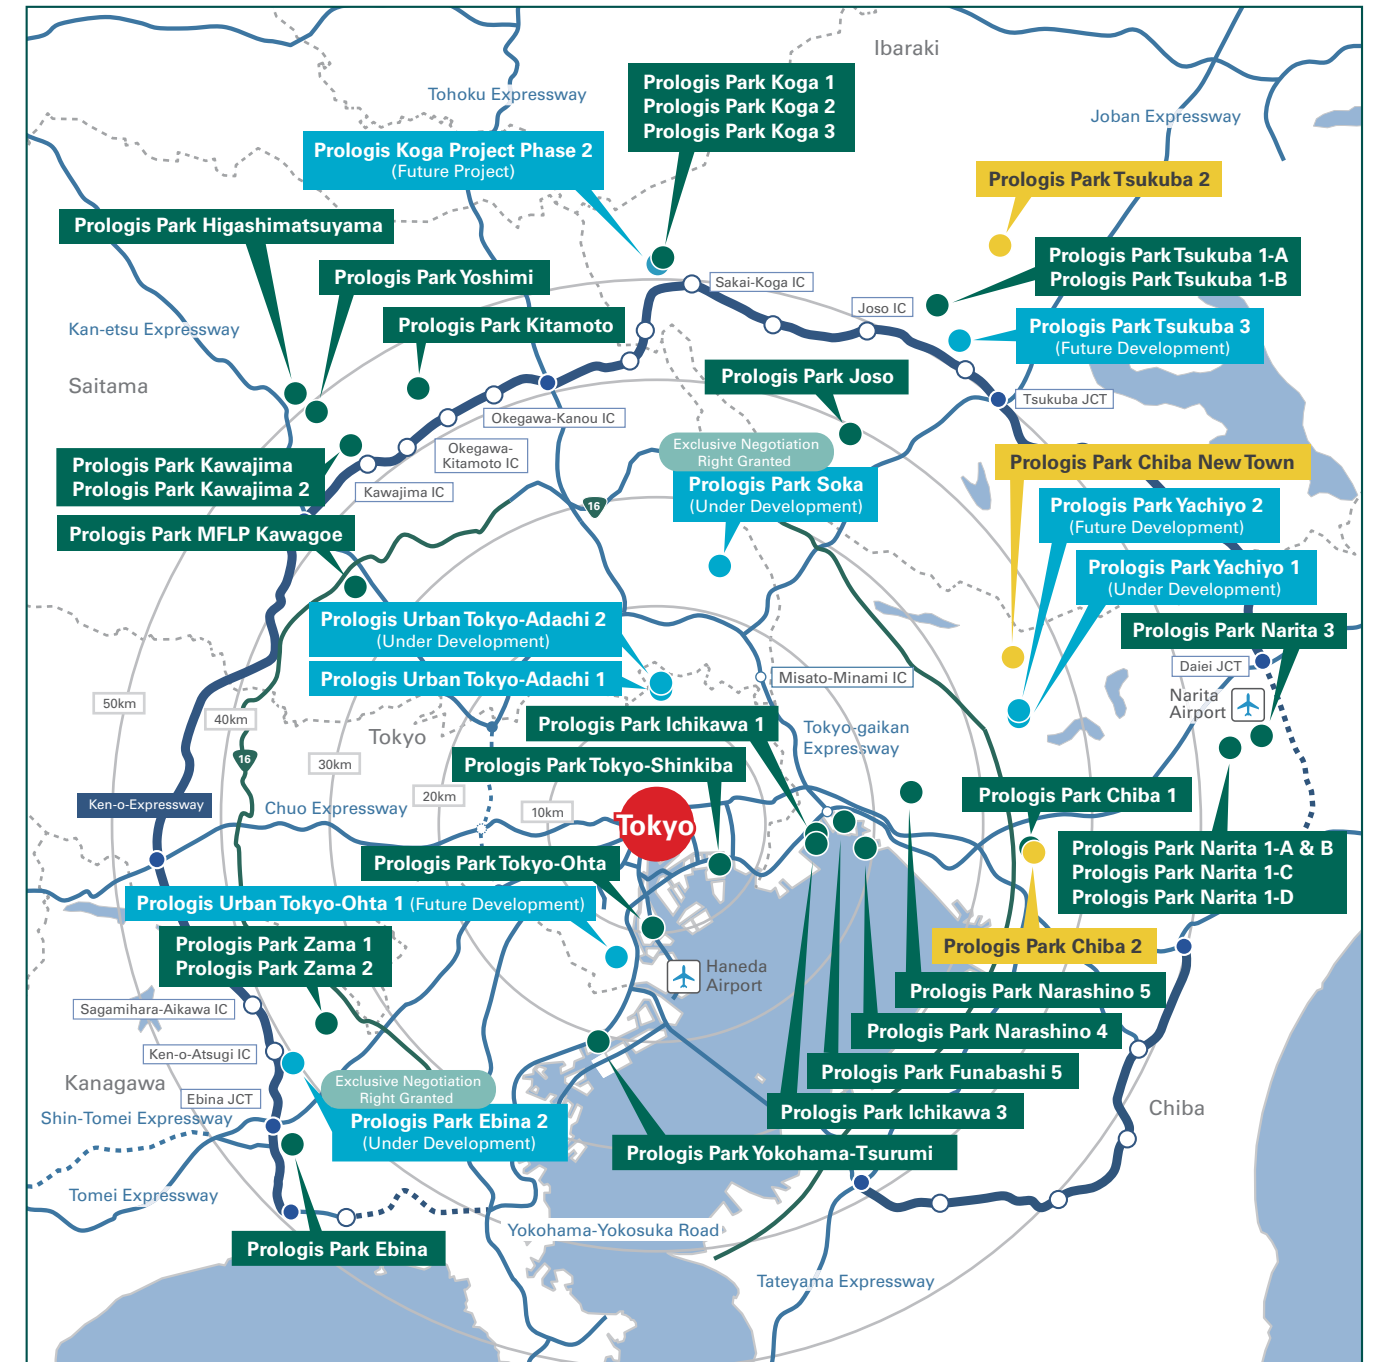 Ibaraki
Prologis Park Koga 1
Prologis Park Koga 2
Prologis Park Koga 3
Tohoku Expressway
Joban Expressway
Prologis Koga Project Phase 2
(Future Project)
Prologis Park Tsukuba 2
Prologis Park Higashimatsuyama
Prologis Park Tsukuba 1-A
Prologis Park Tsukuba 1-B
Prologis Park Yoshimi
Sakai-Koga IC
Joso IC
Kan-etsu Expressway
Prologis Park Kitamoto
Prologis Park Tsukuba 3
(Future Development)
Saitama
Prologis Park Joso
Tsukuba JCT
Okegawa-Kanou IC
Okegawa-
Kitamoto IC
Exclusive Negotiation
Right Granted
Prologis Park Soka
(Under Development)
Prologis Park Chiba New Town
Prologis Park Kawajima
Prologis Park Kawajima 2
Kawajima IC
16
Prologis Park Yachiyo 2
(Future Development)
Prologis Park MFLP Kawagoe
Prologis Park Yachiyo 1
(Under Development)
Prologis Urban Tokyo-Adachi 2
(Under Development)
Prologis Park Narita 3
Prologis Urban Tokyo-Adachi 1
Misato-Minami IC
Daiei JCT
Narita
Airport
50km
40km
Tokyo
Prologis Park Ichikawa 1
Tokyo-gaikan
Expressway
16
30km
Prologis Park Tokyo-Shinkiba
20km
Prologis Park Chiba 1
Ken-o-Expressway
Chuo Expressway
10km
Tokyo
Prologis Park Tokyo-Ohta
Prologis Park Narita 1-A & B
Prologis Park Narita 1-C
Prologis Park Narita 1-D
Prologis Urban Tokyo-Ohta 1 (Future Development)
Prologis Park Zama 1
Prologis Park Zama 2
Prologis Park Chiba 2
Haneda
Airport
Prologis Park Narashino 5
Sagamihara-Aikawa IC
Prologis Park Narashino 4
Ken-o-Atsugi IC
Prologis Park Funabashi 5
Kanagawa
Exclusive Negotiation
Right Granted
Ebina JCT
Prologis Park Ichikawa 3
Chiba
Shin-Tomei Expressway
Prologis Park Ebina 2
(Under Development)
Prologis Park Yokohama-Tsurumi
Tomei Expressway
Yokohama-Yokosuka Road
Prologis Park Ebina
Tateyama Expressway